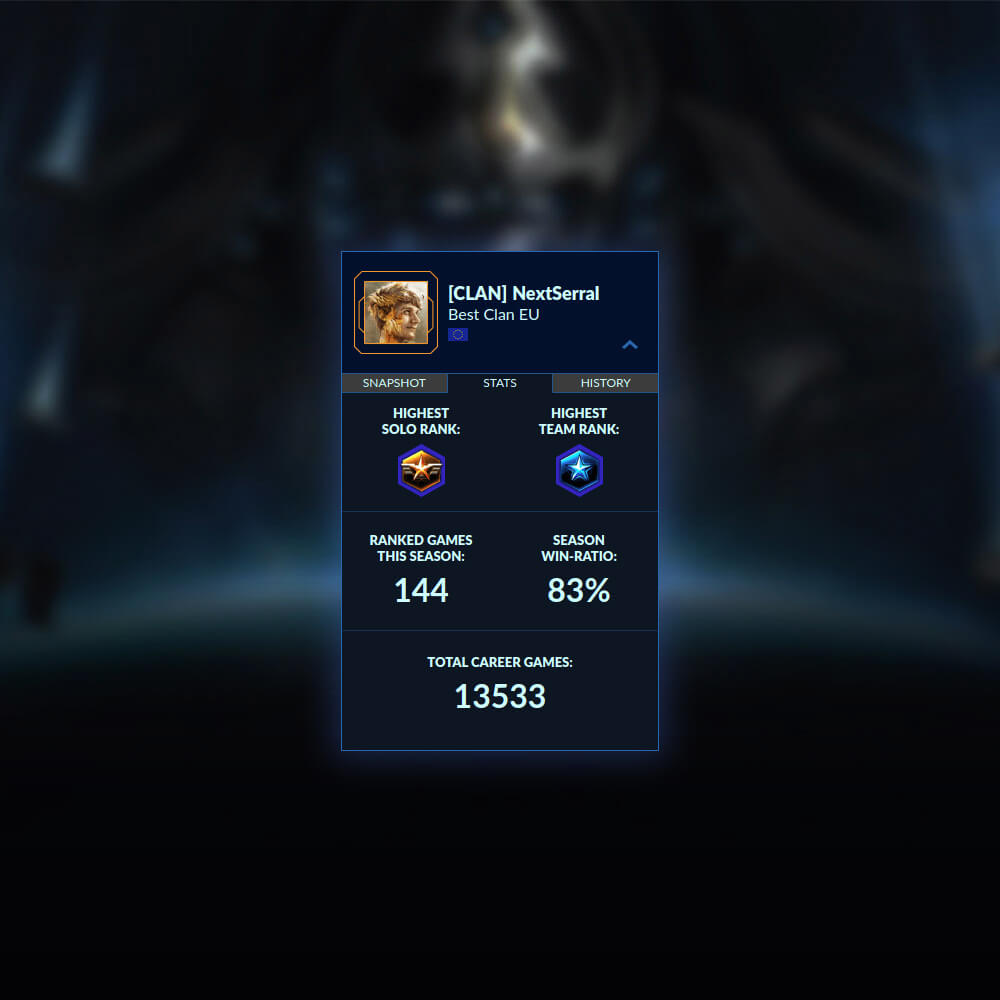 [CLAN] NextSerral
Best Clan EU
SNAPSHOT STATS HISTORY
HIGHEST
SOLO RANK:
HIGHEST
TEAM RANK:
RANKED GAMES
THIS SEASON:
144
SEASON
WIN-RATIO:
83%
TOTAL CAREER GAMES:
13533